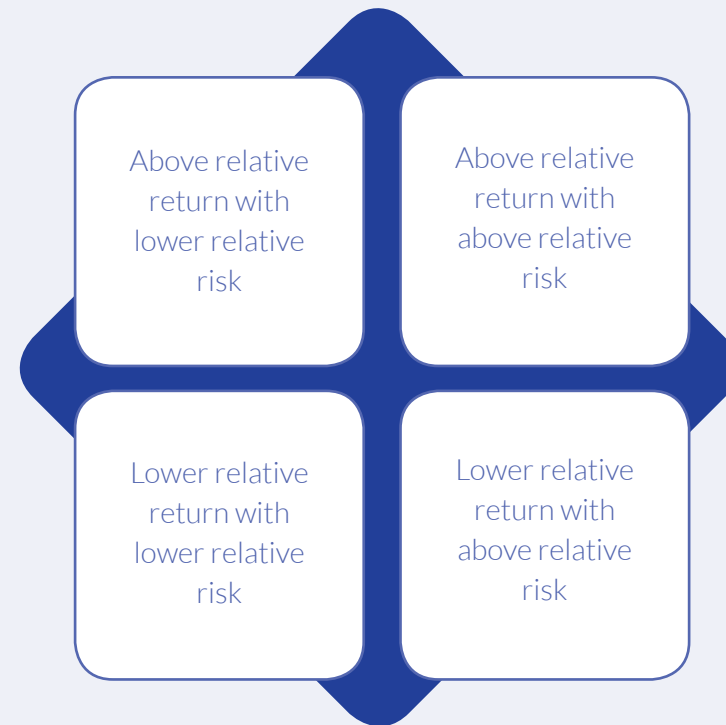 Above relative
return with
lower relative
risk
Above relative
return with
above relative
risk
Lower relative
return with
lower relative
risk
Lower relative
return with
above relative
risk